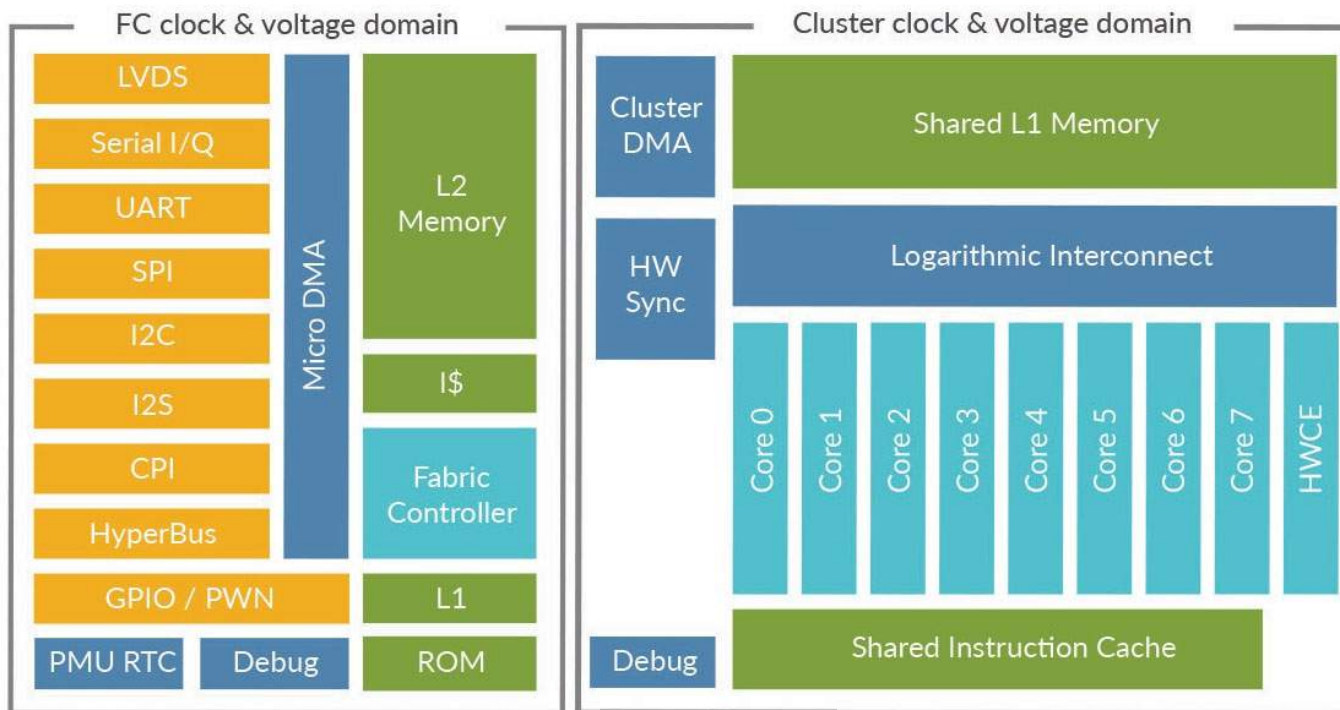 FC clock & voltage domain
LVDS
Serial I/Q
UART
SPI
I2C
I2S
CPI
HyperBus
GPIO / PWN
PMU RTC
Debug
Micro DMA
L2
Memory
I$
Fabric
Controller
L1
ROM
Cluster clock & voltage domain
Cluster
DMA
HW
Sync
Debug
Shared L1 Memory
Logarithmic Interconnect
Core 0
Core 1
Core 2
Core 3
Core 4
Core 5
Core 6
Core 7
HWCE
Shared Instruction Cache